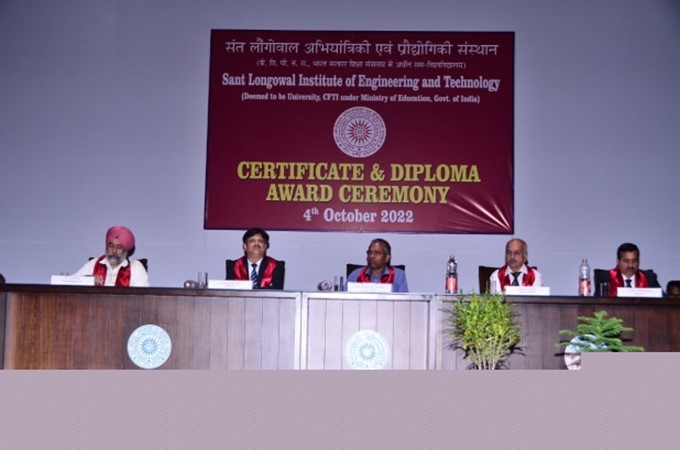 संत लौंगोवाल अभियांत्रिकी एवं प्रौद्योगिकी संस्थान
Sant Longowal Institute of Engineering and Technology
(Deemed to be University, CFTI under Ministry of Education, Govt. of India)
CERTIFICATE & DIPLOMA
AWARD CEREMONY
4th October 2022